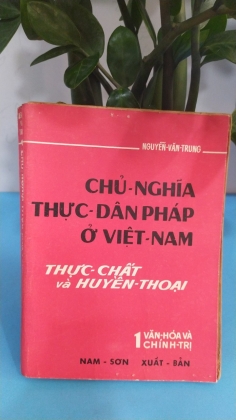 NGUYỄN-VĂN-TRUNG
CHỦ-NGHĨA
THỰC-DÂN PHÁP
Ở VIỆT-NAM
THỰC-CHẤT
và HUYỀN-THOẠI
1 VĂN-HÓA VÀ
CHÍNH-TRỊ
NAM-SƠN XUẤT-BẢN